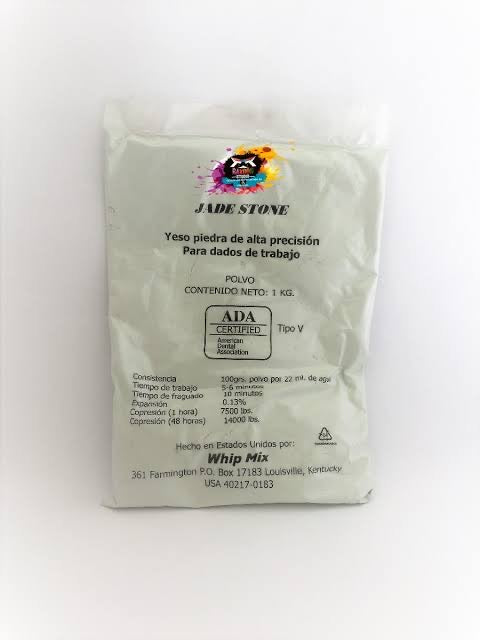 STUDIO
JADE STONE
Yeso piedra de alta precisión
Para dados de trabajo
POLVO
CONTENIDO NETO: 1 KG.
ADA
CERTIFIED
American
Dental
Association
Tipo V
Consistencia 100grs. polvo por 22 ml. de agua
Tiempo de trabajo 5-6 minutos
Tiempo de fraguado 10 minutos
Expanción 0.13%
Copresión (1 hora) 7500 lbs.
Copresión (48 horas) 14000 lbs.
Hecho en Estados Unidos por:
Whip Mix
361 Farmington P.O. Box 17183 Louisville, Kentucky
USA 40217-0183